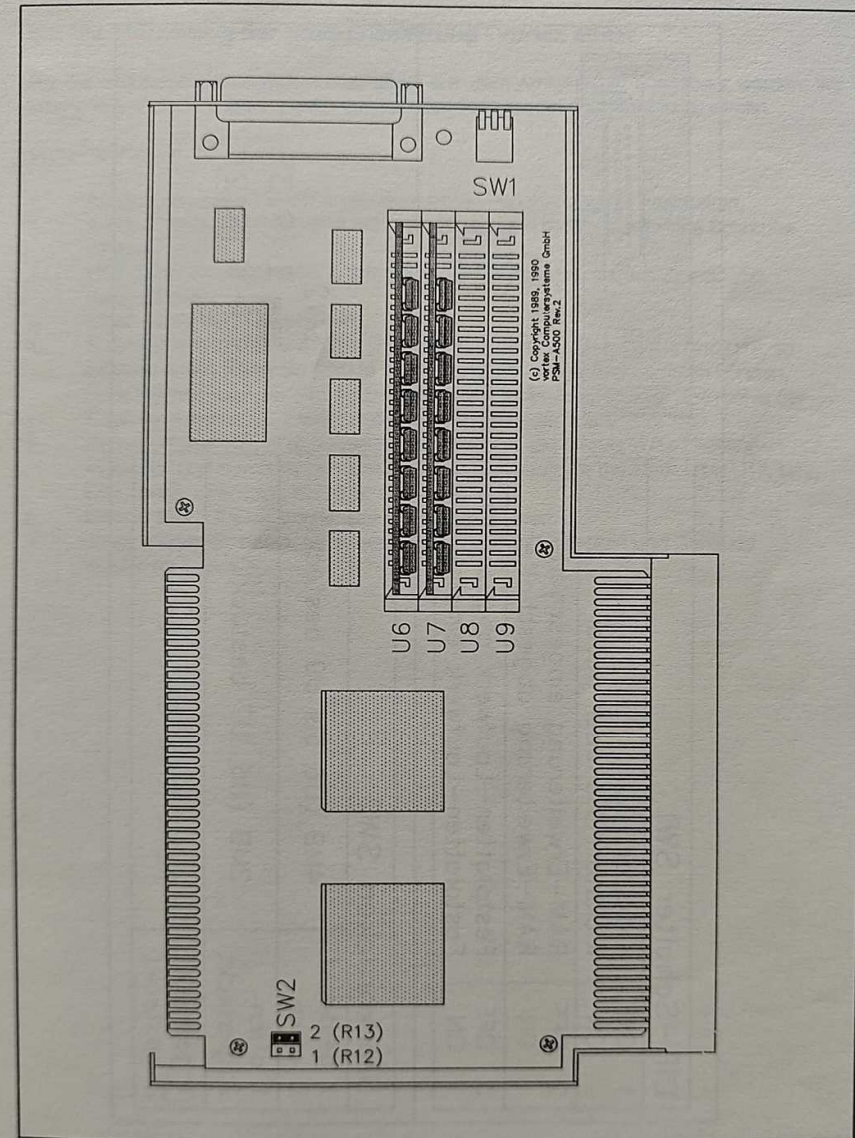 SW1
(c) Copyright 1989, 1990
vortex Computersysteme GmbH
PSM-A500 Rev.2
U6
U7
U8
U9
SW2
2 (R13)
1 (R12)